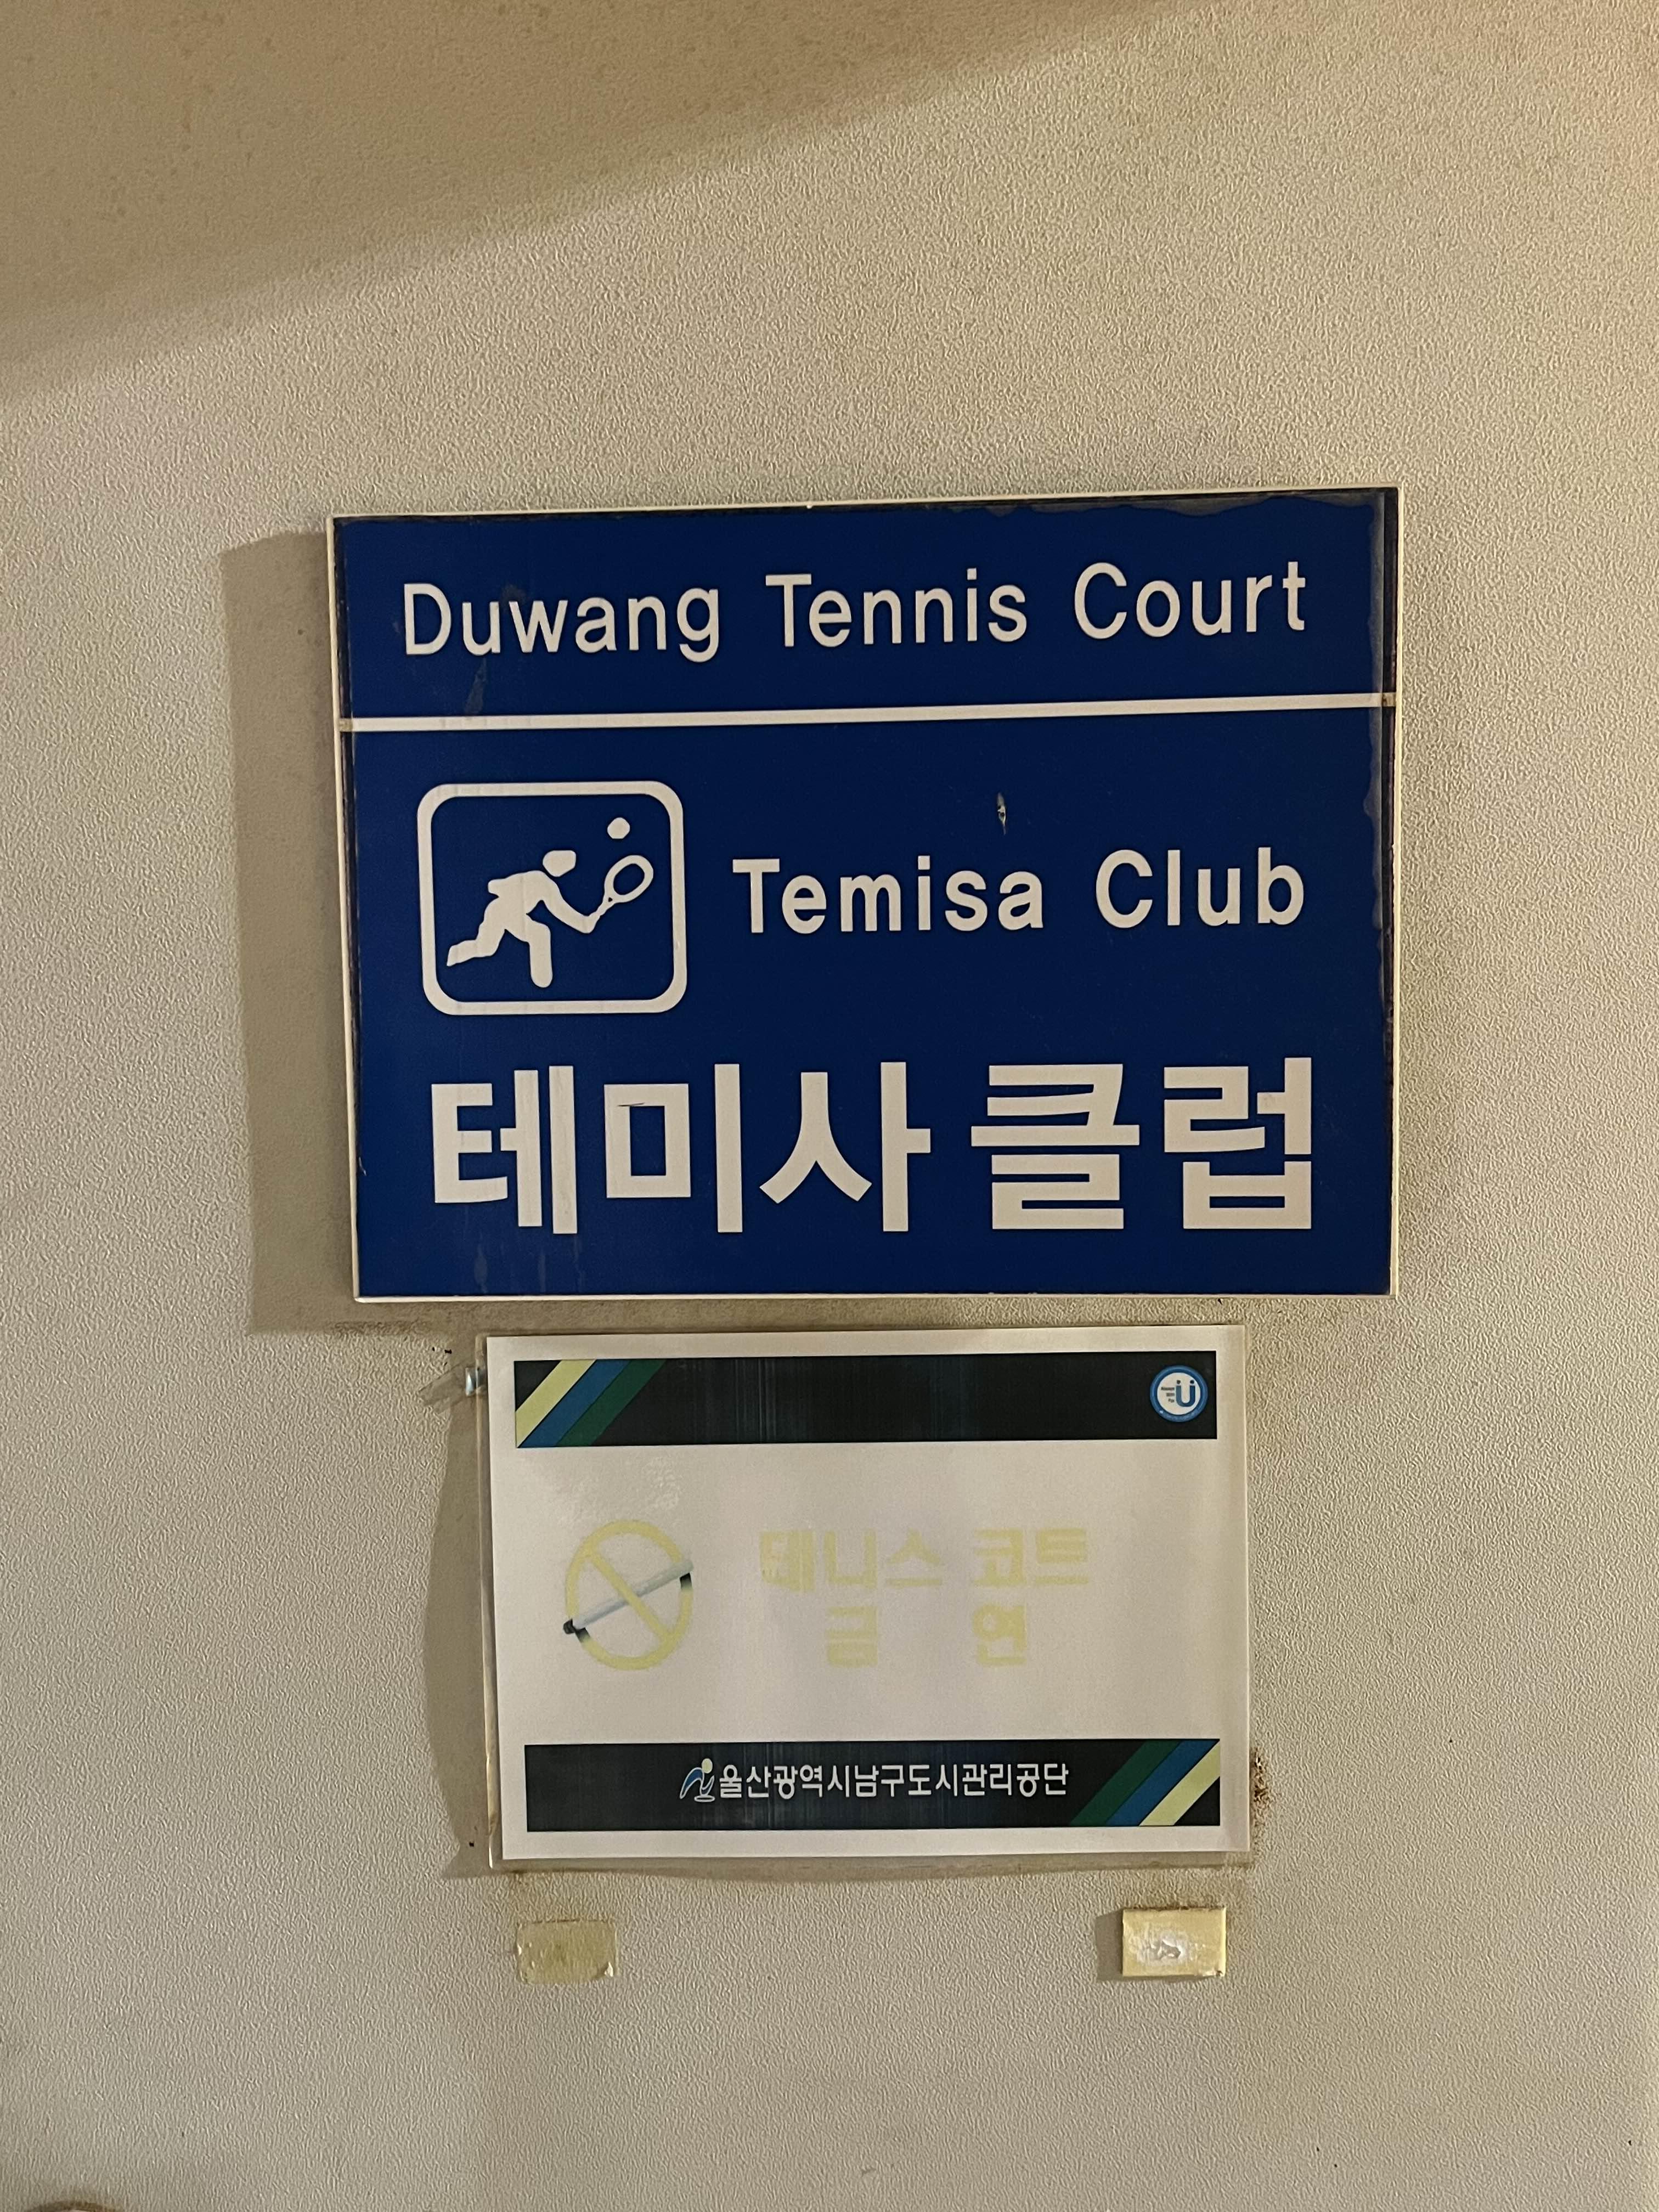 Duwang Tennis Court
Temisa Club
테미사 클럽
테니스 코트
금 연
울산광역시남구도시관리공단